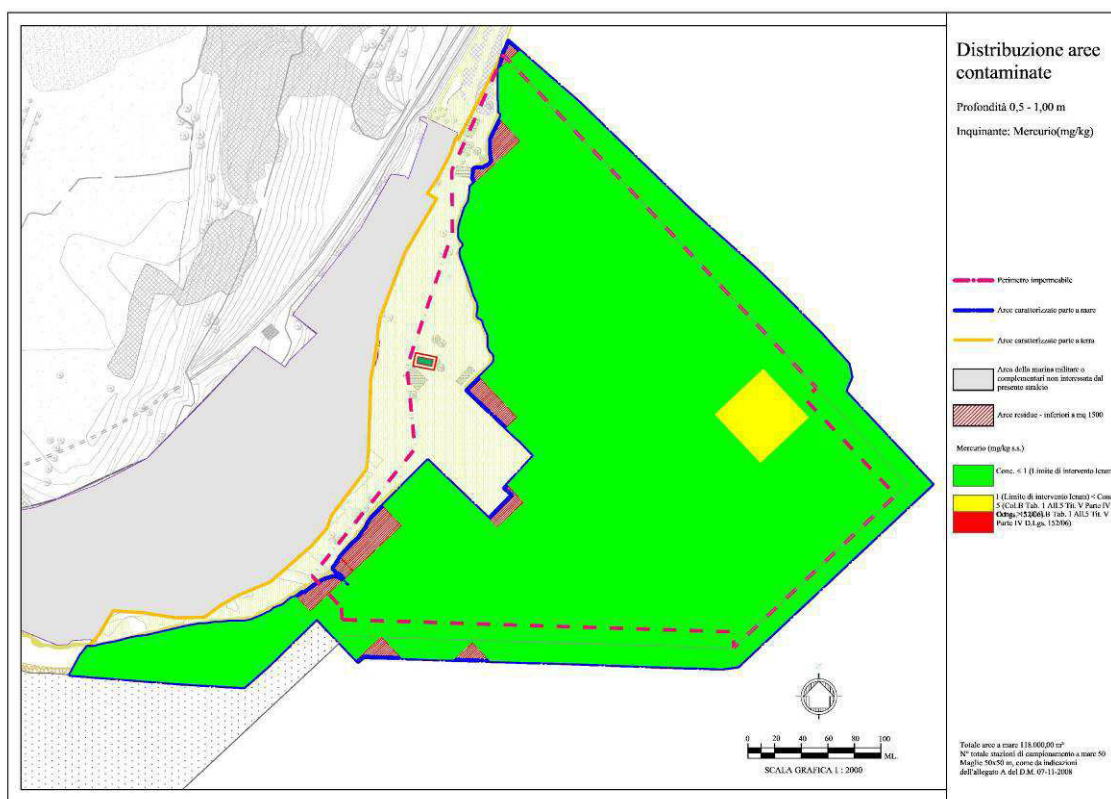 Distribuzione aree
contaminate
Profondità 0,5 - 1,00 m
Inquinante: Mercurio(mg/kg)
Perimetro impermeabile
Aree caratterizzate parte a mare
Aree caratterizzate parte a terra
Area della marina militare o
complementari non interessata dal
presente stralcio
Aree residue - inferiori a mq 1500
Mercurio (mg/kg s.s.)
Conc. < 1 (Limite di intervento Icram
1 (Limite di intervento Icram) < Conc
5 (Col.B Tab. 1 All.5 Tit. V Parte IV
B Tab. 1 All.5 Tit. V
Parte IV D.Lgs. 152/06)
0 20 40 60 80 100
ML.
SCALA GRAFICA 1 : 2000
Totale aree a mare 118.000,00 m²
N° totale stazioni di campionamento a mare 50
Maglie 50x50 m, come da indicazioni
dell'allegato A del D.M. 07-11-2008